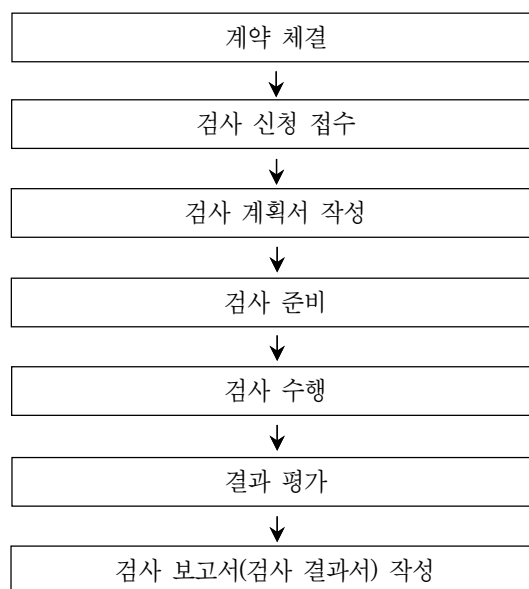 계약 체결
검사 신청 접수
검사 계획서 작성
검사 준비
검사 수행
결과 평가
검사 보고서(검사 결과서) 작성